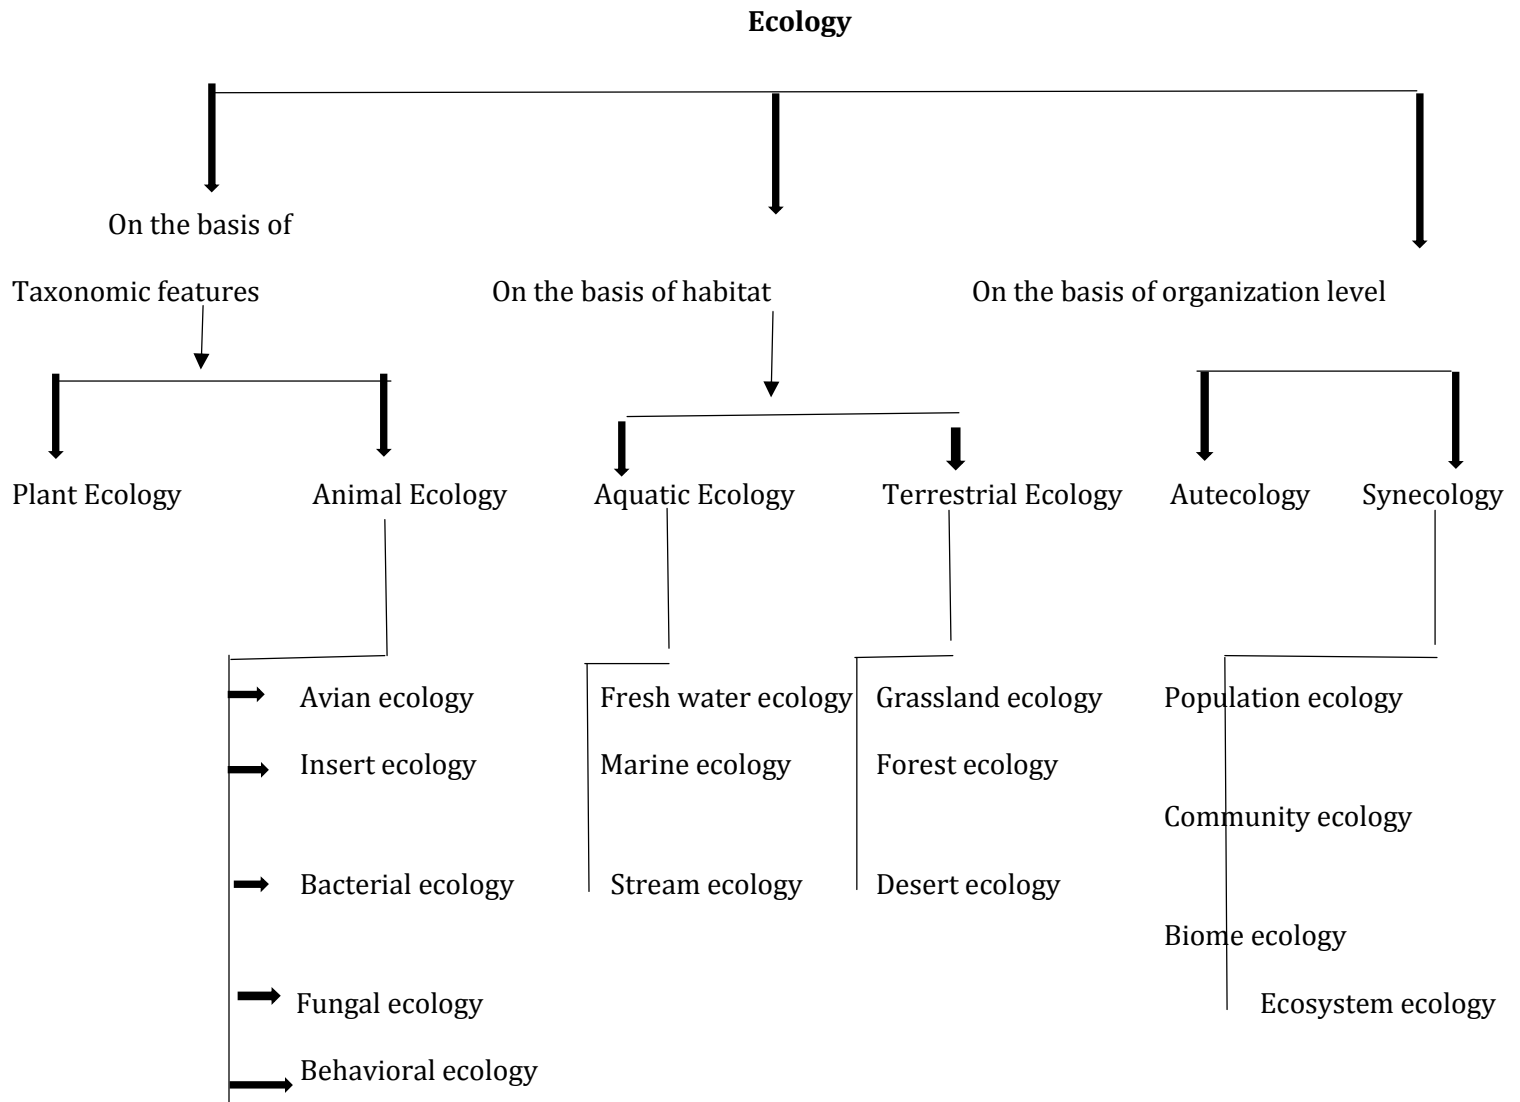 Ecology
On the basis of
Taxonomic features On the basis of habitat On the basis of organization level
Plant Ecology Animal Ecology Aquatic Ecology Terrestrial Ecology Autecology Synecology
Avian ecology Fresh water ecology Grassland ecology Population ecology
Insert ecology Marine ecology Forest ecology
Community ecology
Bacterial ecology Stream ecology Desert ecology
Biome ecology
Fungal ecology Ecosystem ecology
Behavioral ecology